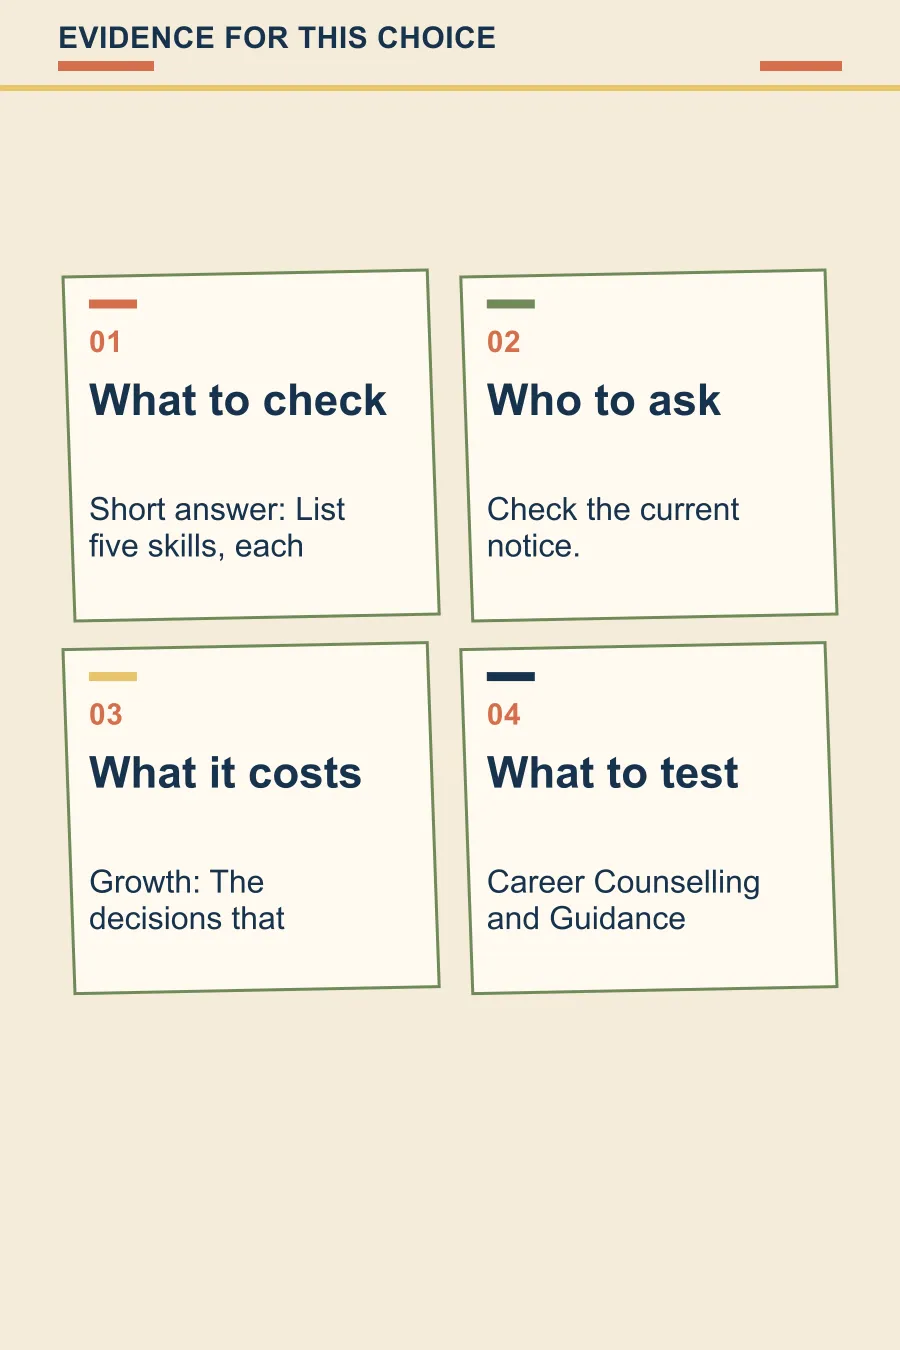 EVIDENCE FOR THIS CHOICE
01
What to check
Short answer: List
five skills, each
02
Who to ask
Check the current
notice.
03
What it costs
Growth: The
decisions that
04
What to test
Career Counselling
and Guidance